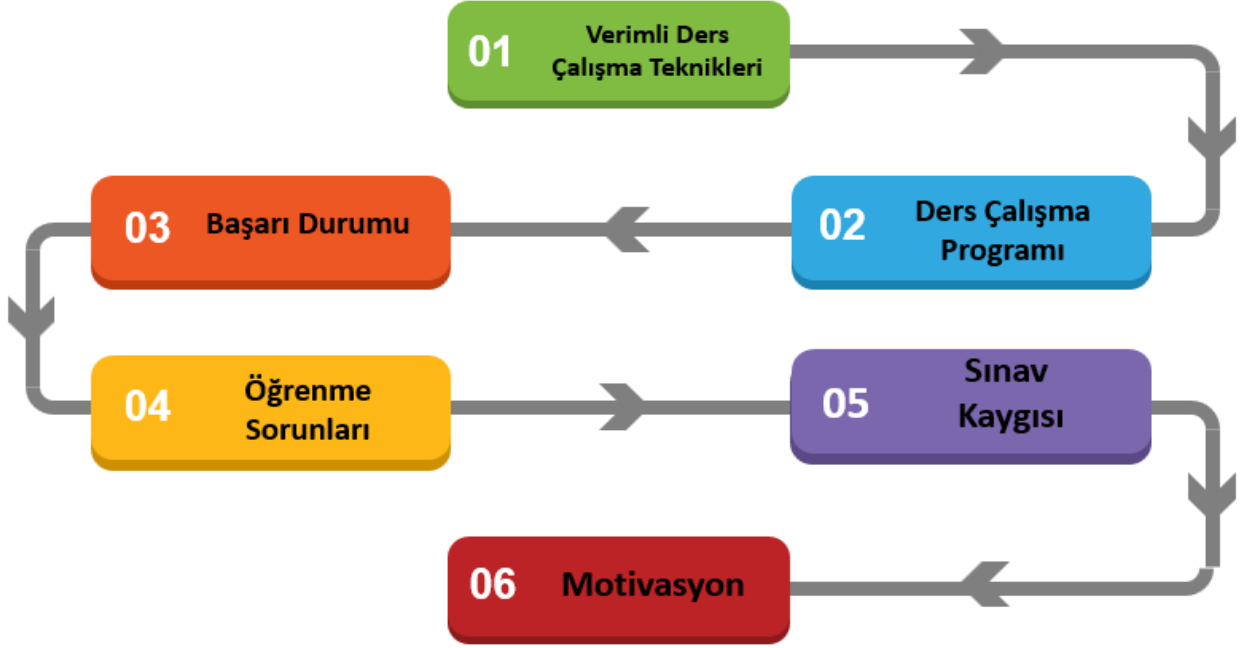 01
Verimli Ders
Çalışma Teknikleri
02
Ders Çalışma
Programı
03
Başarı Durumu
04
Öğrenme
Sorunları
05
Sınav
Kaygısı
06
Motivasyon